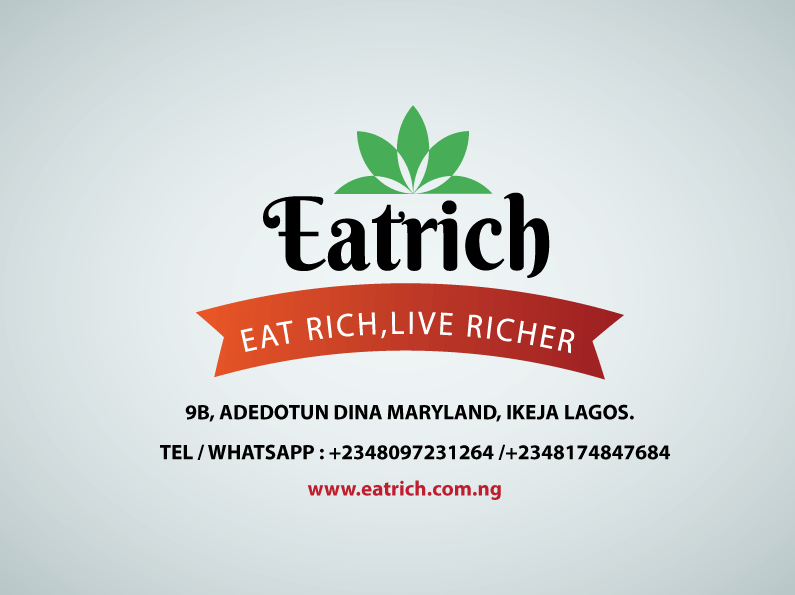 Eatrich
EAT RICH,LIVE RICHER
9B, ADEDOTUN DINA MARYLAND, IKEJA LAGOS.
TEL / WHATSAPP : +2348097231264 /+2348174847684
www.eatrich.com.ng